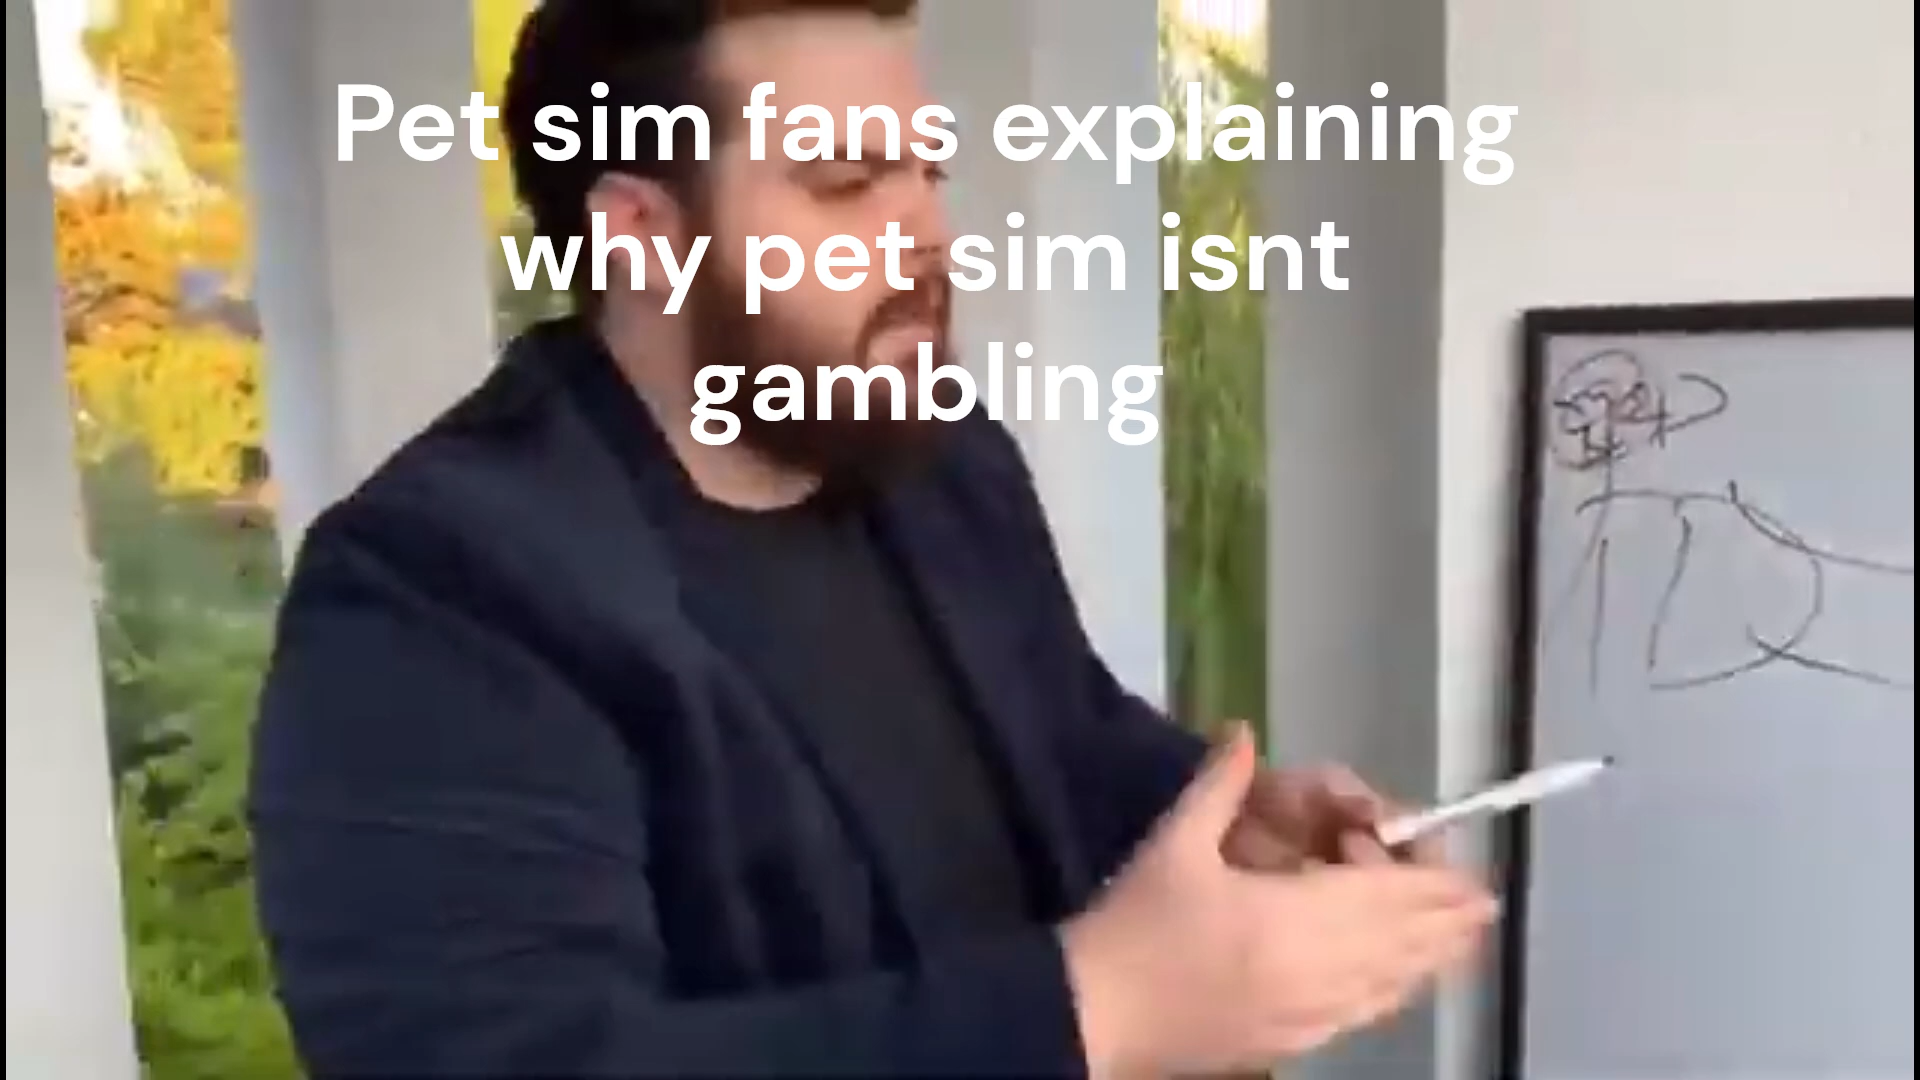 Pet sim fans explaining
why pet sim isnt
gambling